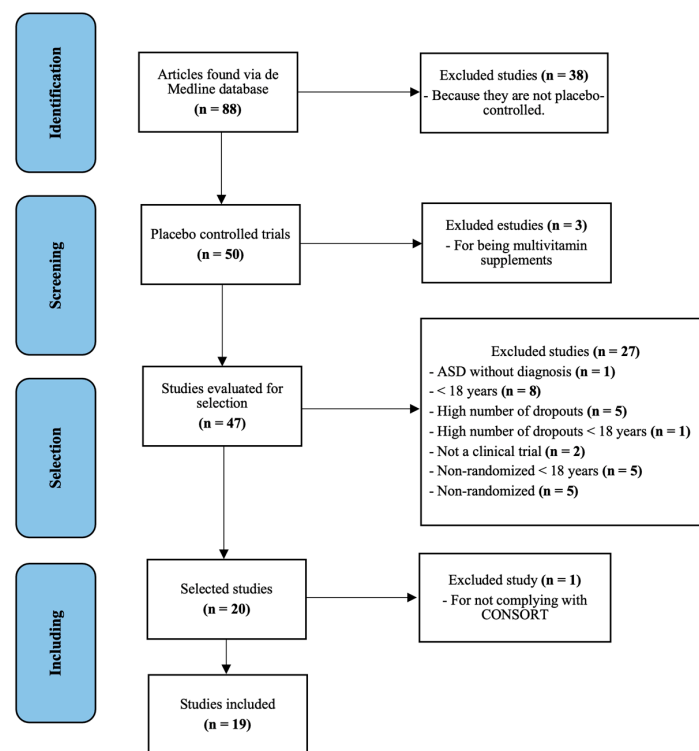 Identification
Articles found via de
Medline database
(n = 88)
Excluded studies (n = 38)
- Because they are not placebo-
controlled.
Screening
Placebo controlled trials
(n = 50)
Exluded estudies (n = 3)
- For being multivitamin
supplements
Selection
Studies evaluated for
selection
(n = 47)
Excluded studies (n = 27)
- ASD without diagnosis (n = 1)
- < 18 years (n = 8)
- High number of dropouts (n = 5)
- High number of dropouts < 18 years (n = 1)
- Not a clinical trial (n = 2)
- Non-randomized < 18 years (n = 5)
- Non-randomized (n = 5)
Including
Selected studies
(n = 20)
Excluded study (n = 1)
- For not complying with
CONSORT
Studies included
(n = 19)